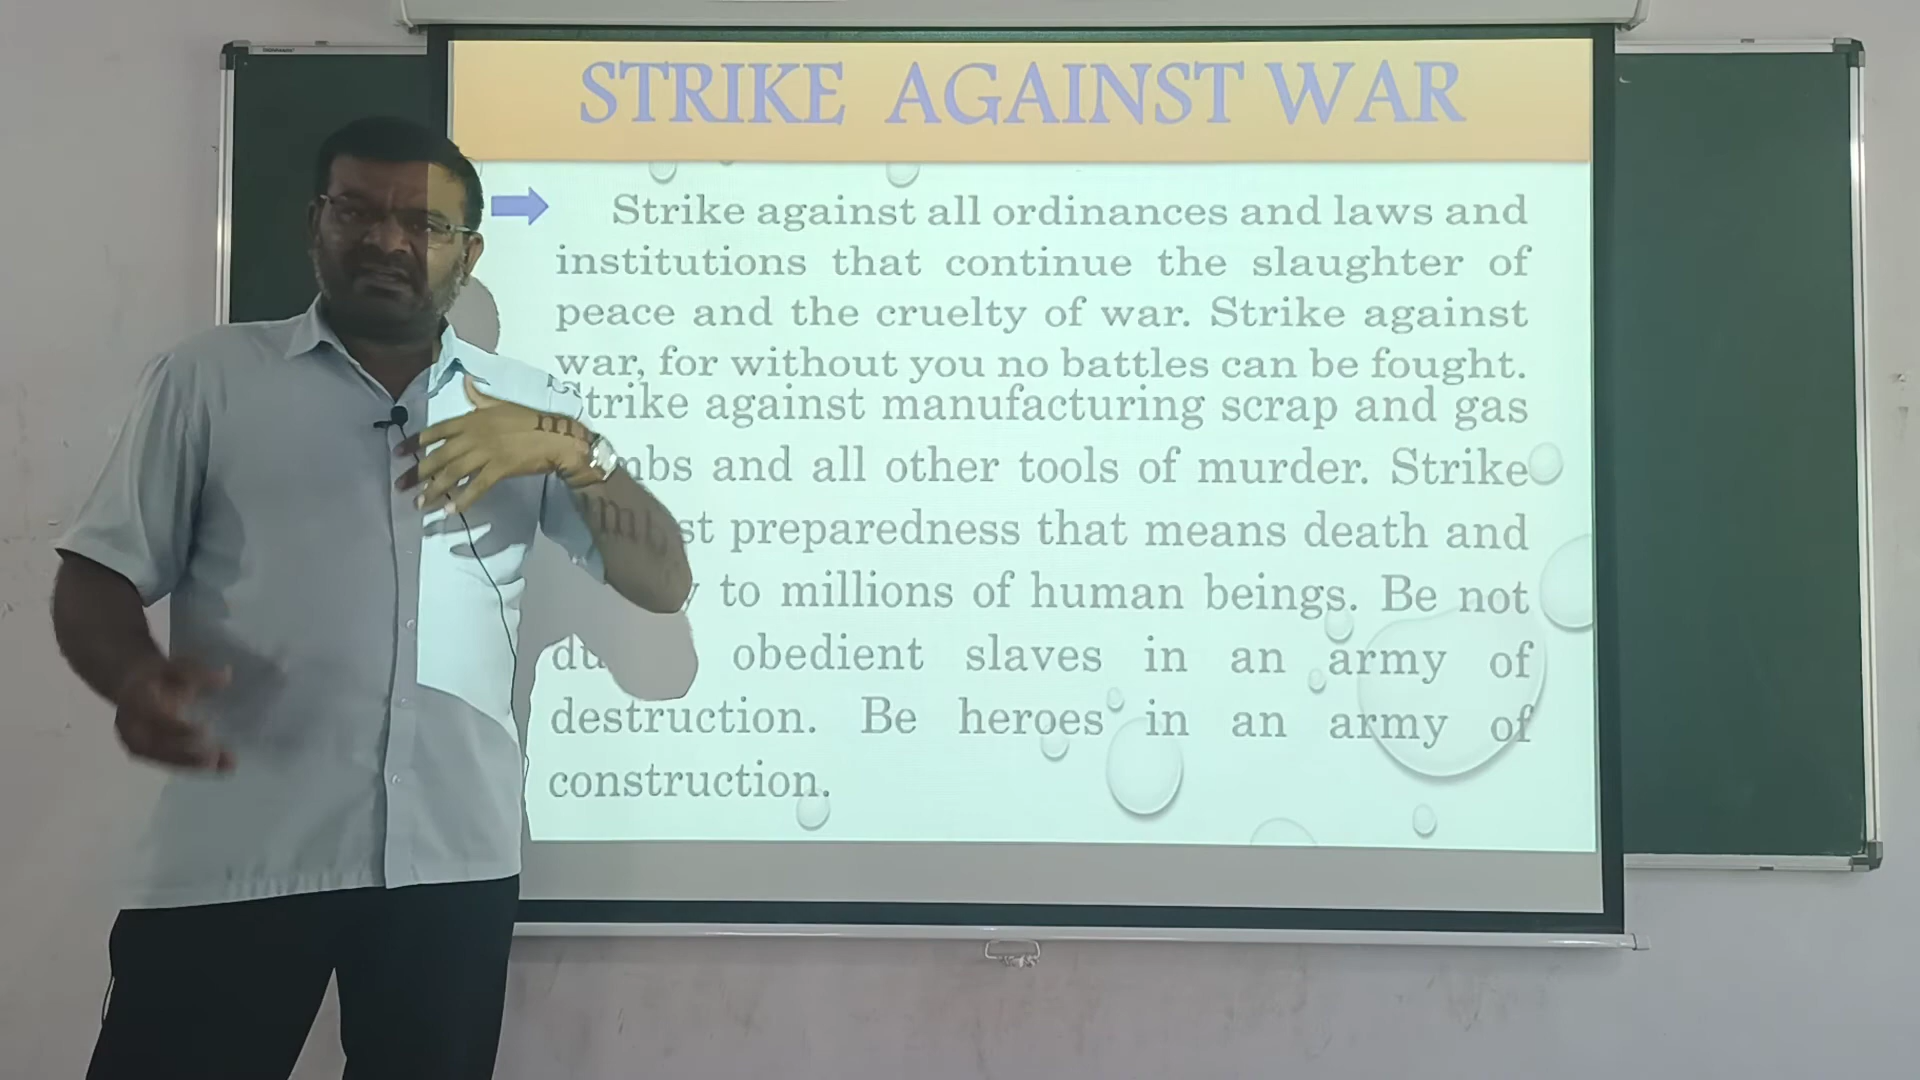 STRIKE AGAINST WAR
Strike against all ordinances and laws and
institutions that continue the slaughter of
peace and the cruelty of war. Strike against
war, for without you no battles can be fought.
Strike against manufacturing scrap and gas
and all other tools of murder. Strike
preparedness that means death and
to millions of human beings. Be not
obedient slaves in an army of
destruction. Be heroes in an army of
construction.